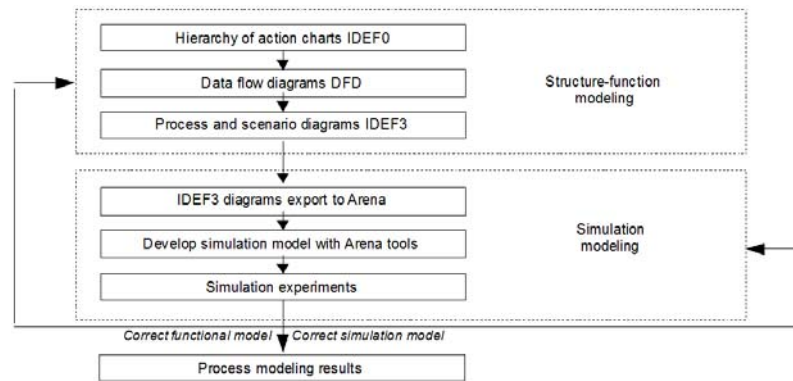 Hierarchy of action charts IDEF0
Data flow diagrams DFD
Process and scenario diagrams IDEF3
Structure-function
modeling
IDEF3 diagrams export to Arena
Develop simulation model with Arena tools
Simulation experiments
Simulation
modeling
Correct functional model
Correct simulation model
Process modeling results